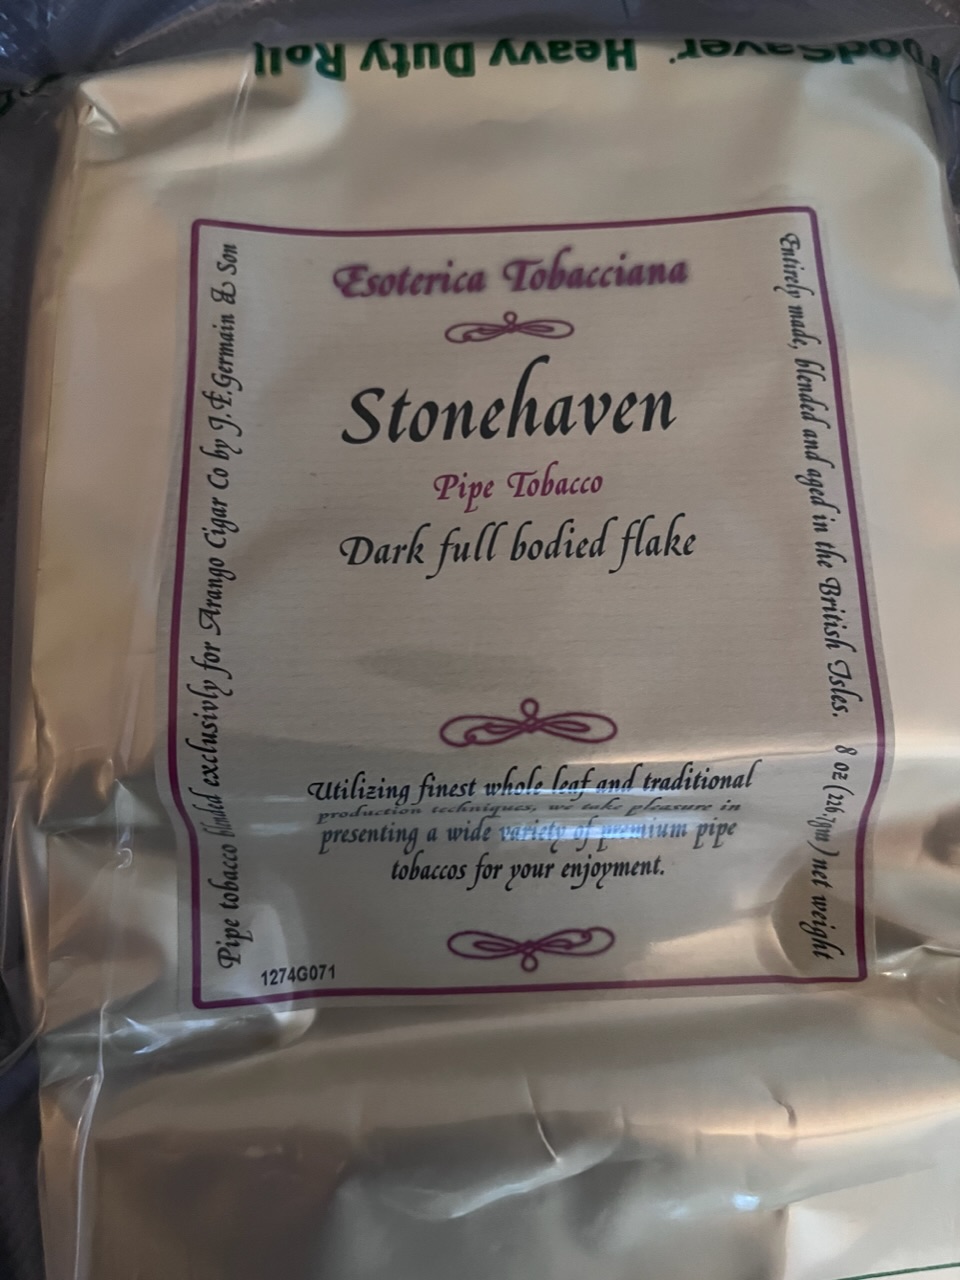 FoodSaver® Heavy Duty Roll
Esoterica Tobacciana
Stonehaven
Pipe Tobacco
Dark full bodied flake
Utilizing finest whole leaf and traditional
production techniques, we take pleasure in
presenting a wide variety of premium pipe
tobaccos for your enjoyment.
1274G071
Pipe tobacco blended exclusivly for Arango Cigar Co by J.F.Germain & Son
Entirely made, blended and aged in the British Isles. 8 oz (226.7gm) net weight